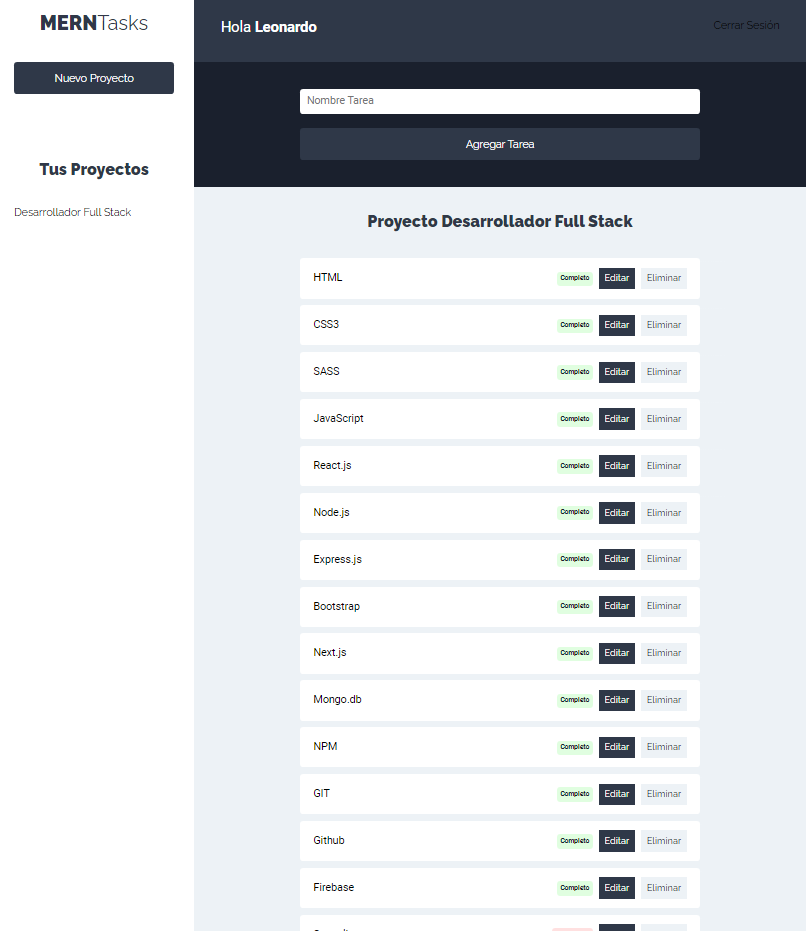 MERNTasks
Nuevo Proyecto
Tus Proyectos
Desarrollador Full Stack
Hola Leonardo
Cerrar Sesión
Nombre Tarea
Agregar Tarea
Proyecto Desarrollador Full Stack
HTML Completo Editar Eliminar
CSS3 Completo Editar Eliminar
SASS Completo Editar Eliminar
JavaScript Completo Editar Eliminar
React.js Completo Editar Eliminar
Node.js Completo Editar Eliminar
Express.js Completo Editar Eliminar
Bootstrap Completo Editar Eliminar
Next.js Completo Editar Eliminar
Mongo.db Completo Editar Eliminar
NPM Completo Editar Eliminar
GIT Completo Editar Eliminar
Github Completo Editar Eliminar
Firebase Completo Editar Eliminar